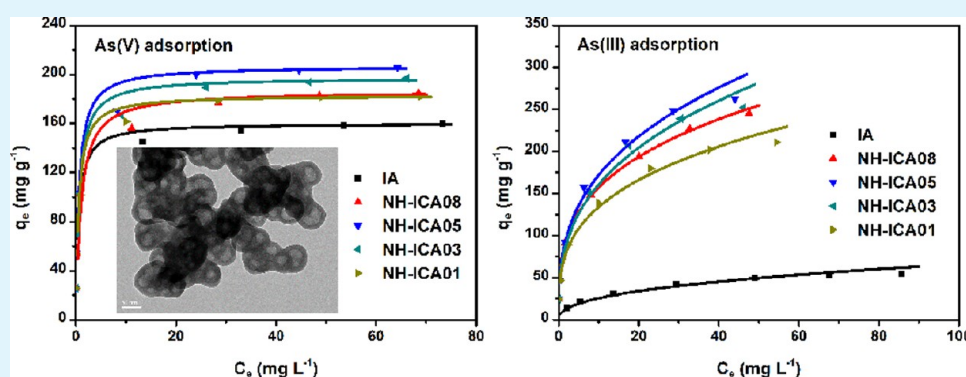 As(V) adsorption
240
200
160
120
80
40
0
qe (mg g-1)
0 20 40 60 80
Ce (mg L-1)
IA
NH-ICA08
NH-ICA05
NH-ICA03
NH-ICA01
As(III) adsorption
350
300
250
200
150
100
50
0
qe (mg g-1)
0 20 40 60 80 100
Ce (mg L-1)
IA
NH-ICA08
NH-ICA05
NH-ICA03
NH-ICA01